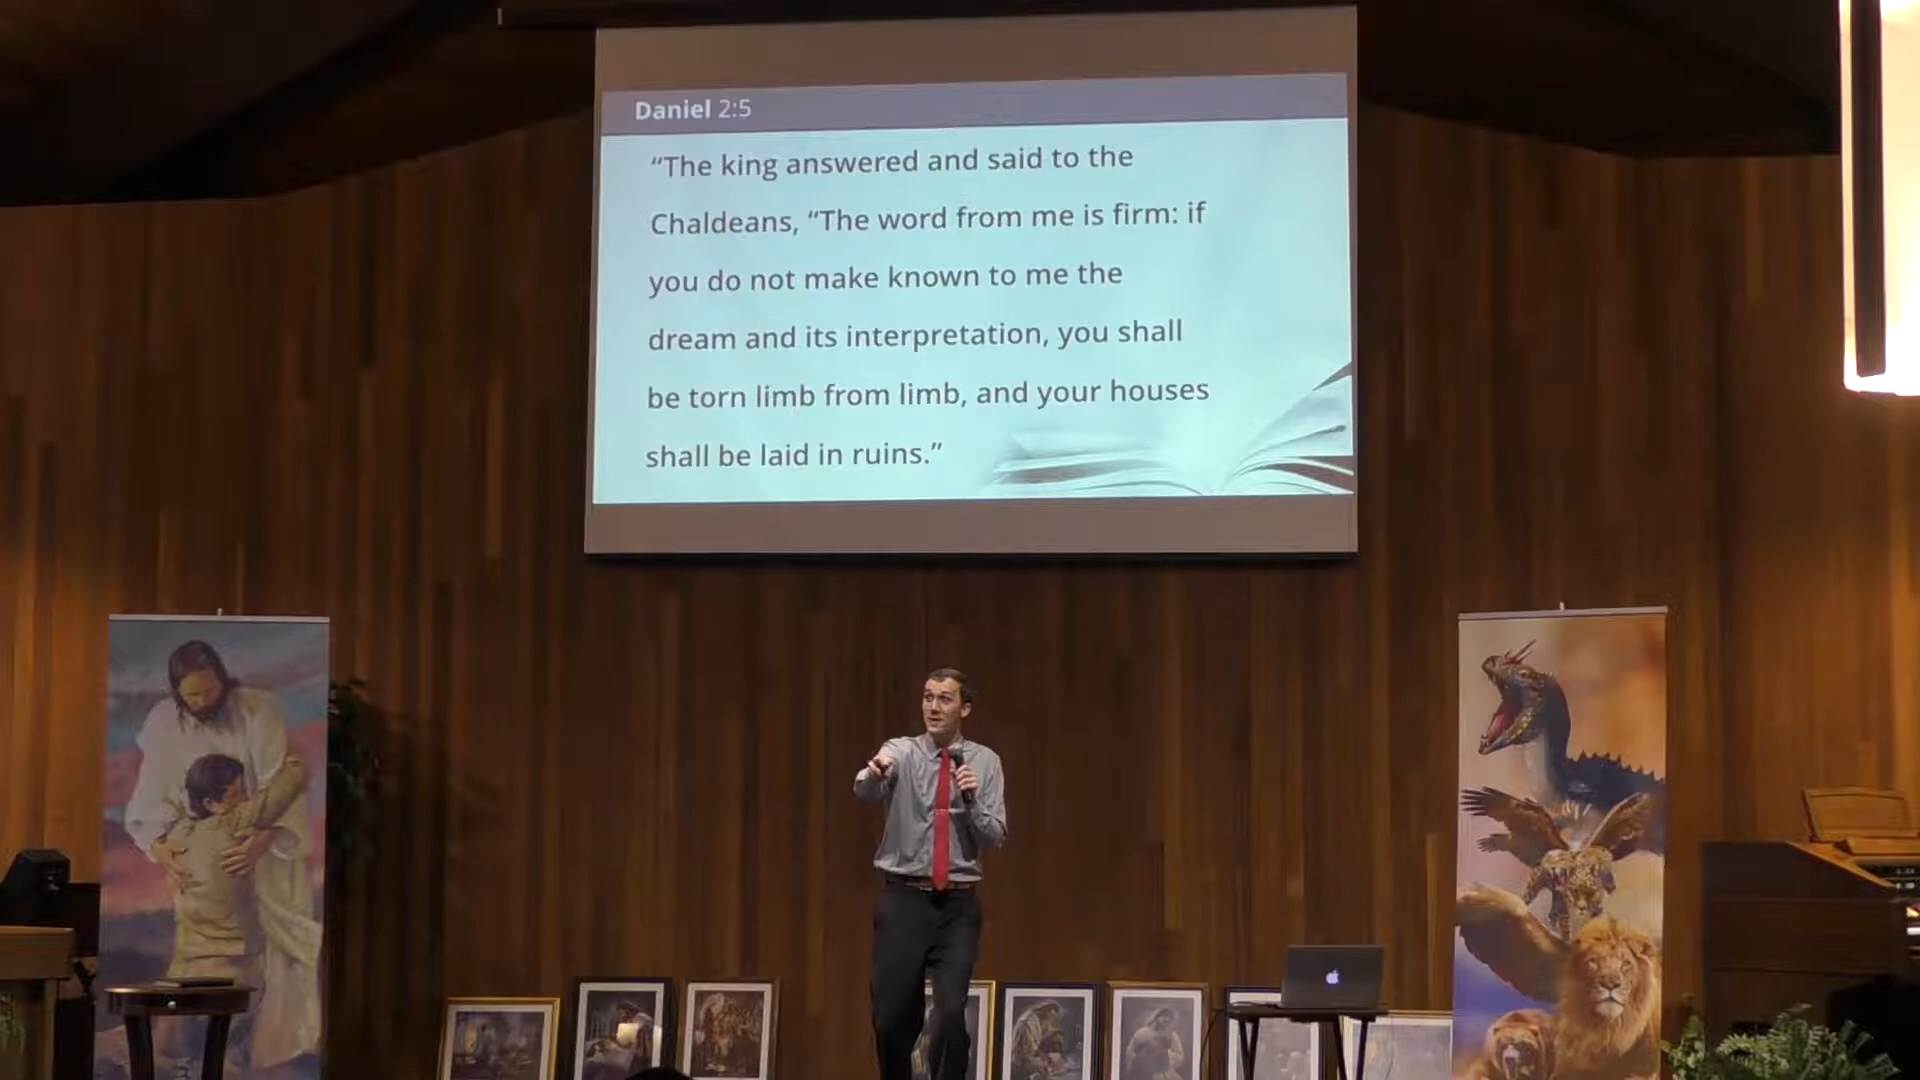 Daniel 2:5
“The king answered and said to the
Chaldeans, “The word from me is firm: if
you do not make known to me the
dream and its interpretation, you shall
be torn limb from limb, and your houses
shall be laid in ruins.”